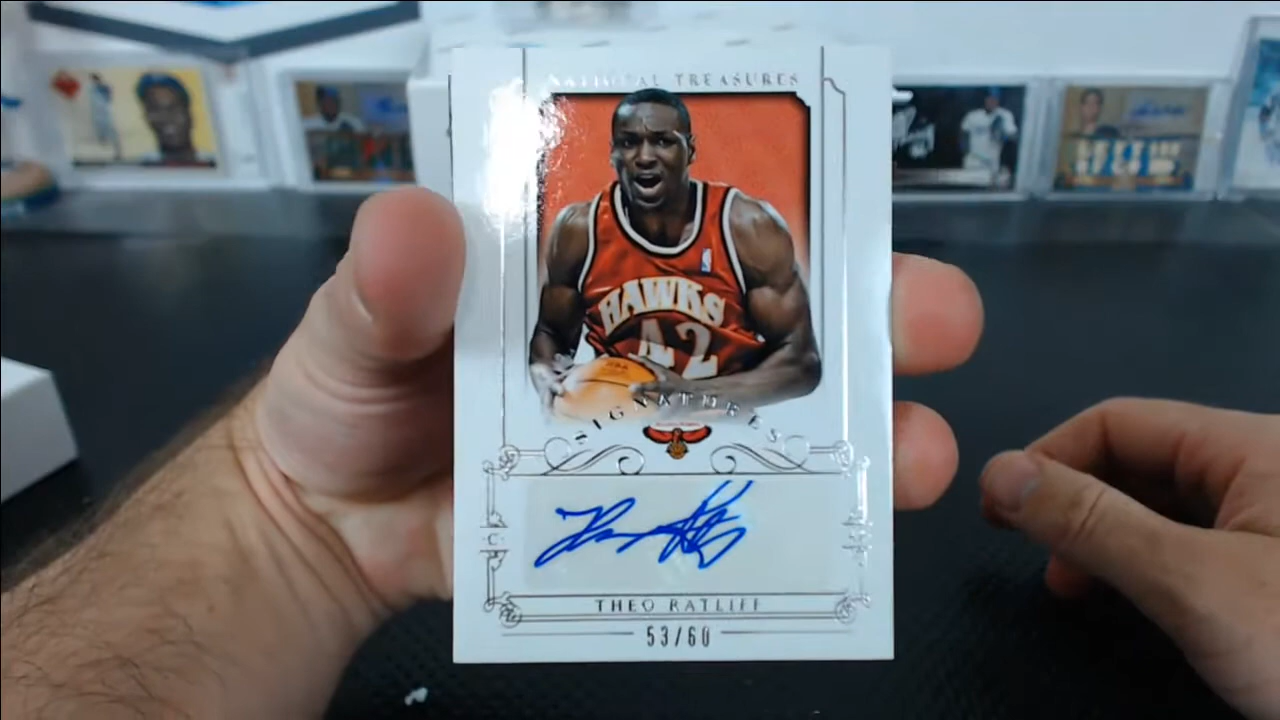 NATIONAL TREASURES
HAWKS
42
SIGNATURES
C
THEO RATLIFF
53/60